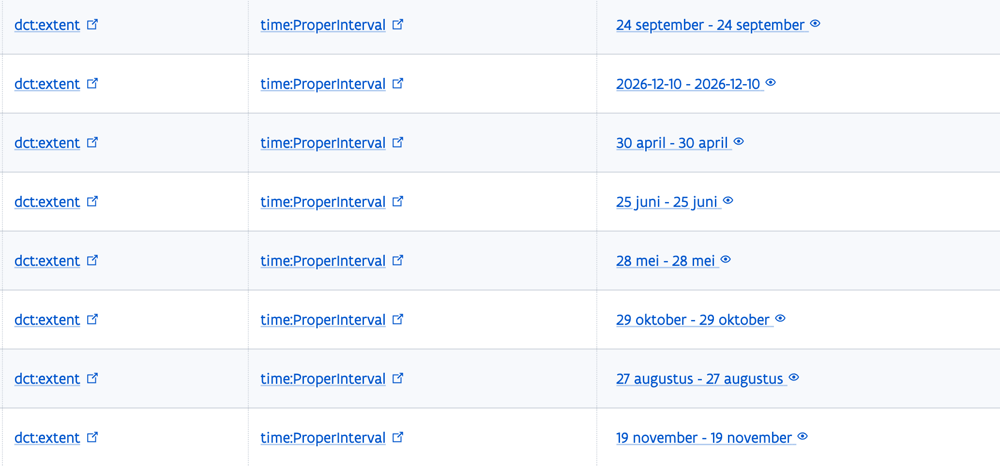 dct:extent time:ProperInterval 24 september - 24 september
dct:extent time:ProperInterval 2026-12-10 - 2026-12-10
dct:extent time:ProperInterval 30 april - 30 april
dct:extent time:ProperInterval 25 juni - 25 juni
dct:extent time:ProperInterval 28 mei - 28 mei
dct:extent time:ProperInterval 29 oktober - 29 oktober
dct:extent time:ProperInterval 27 augustus - 27 augustus
dct:extent time:ProperInterval 19 november - 19 november